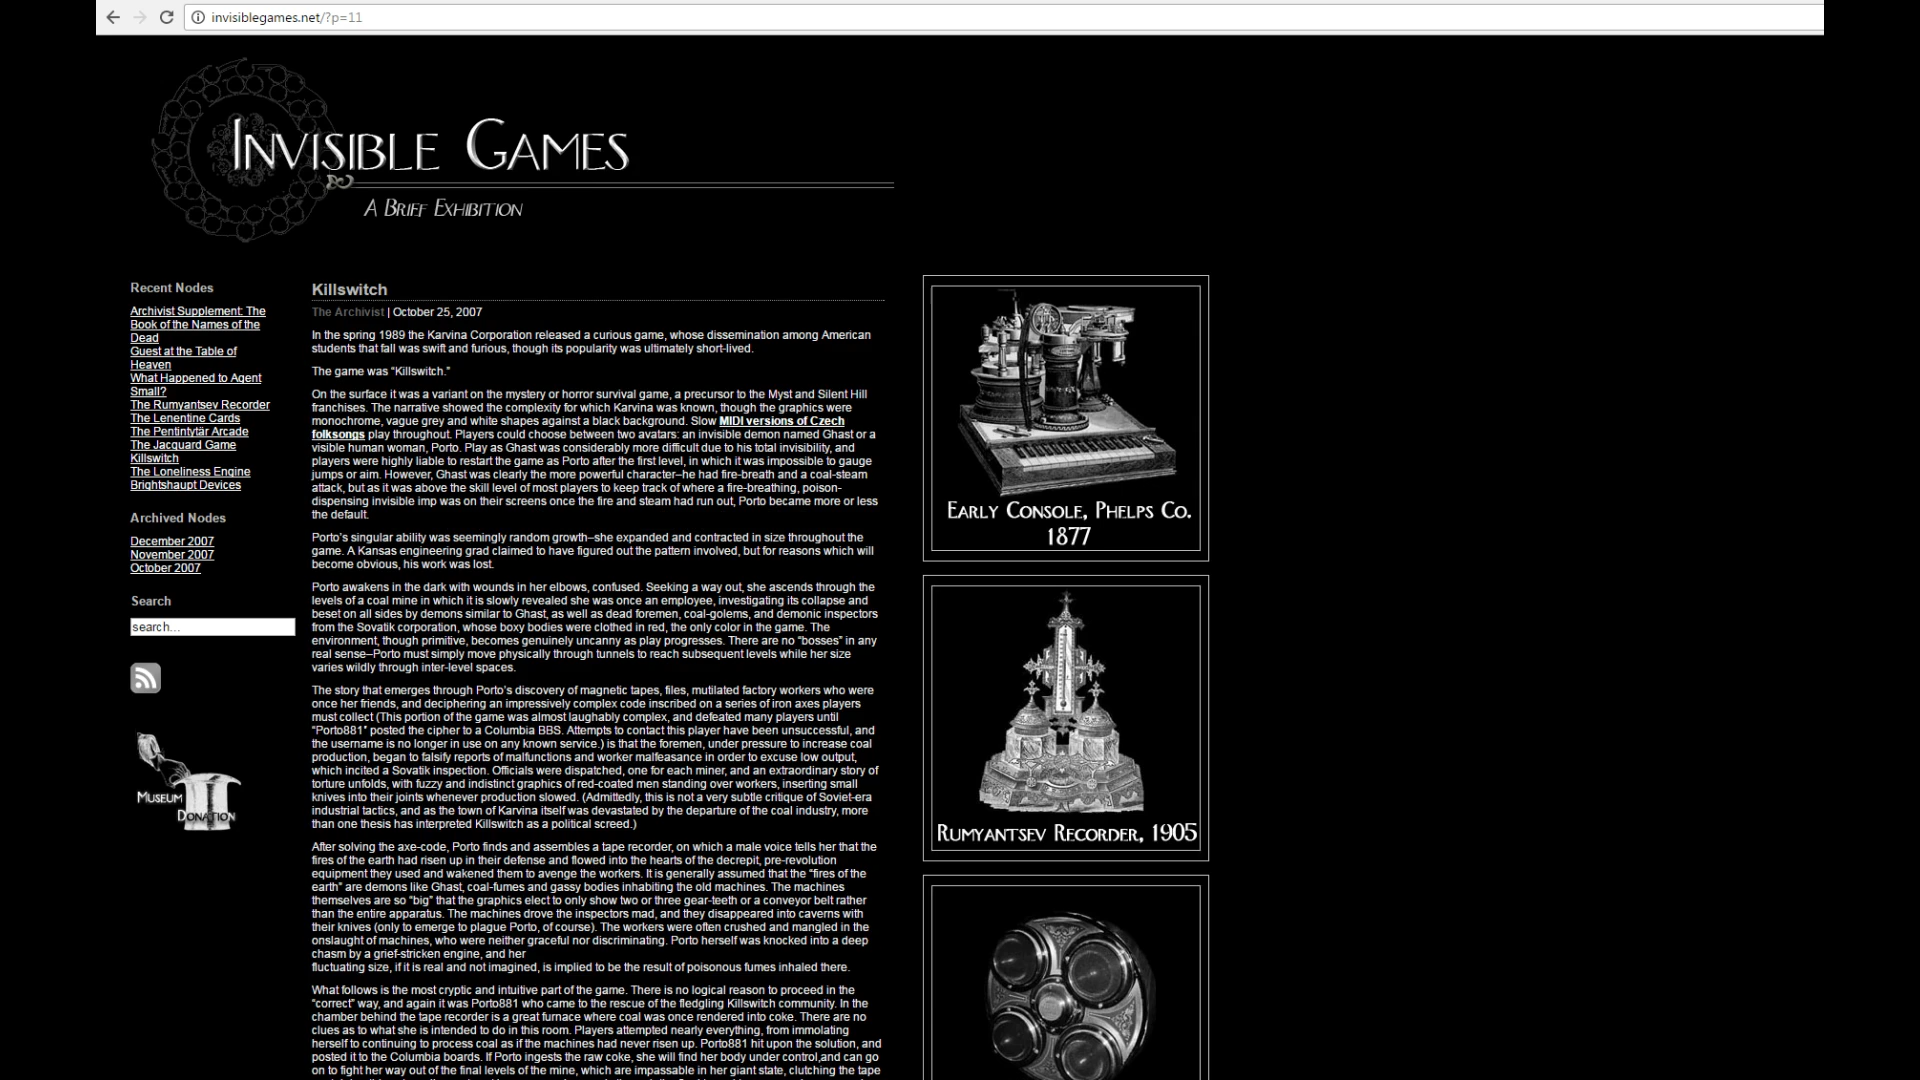 invisiblegames.net/?p=11
Invisible Games
A Brief Exhibition
Recent Nodes
Archivist Supplement: The
Book of the Names of the
Dead
Guest at the Table of
Heaven
What Happened to Agent
Small?
The Rumyantsev Recorder
The Lenentine Cards
The Pentintytär Arcade
The Jacquard Game
Killswitch
The Loneliness Engine
Brightshaupt Devices
Archived Nodes
December 2007
November 2007
October 2007
Search
search...
Museum
Donation
Killswitch
The Archivist | October 25, 2007
In the spring 1989 the Karvina Corporation released a curious game, whose dissemination among American
students that fall was swift and furious, though its popularity was ultimately short-lived.
The game was “Killswitch.”
On the surface it was a variant on the mystery or horror survival game, a precursor to the Myst and Silent Hill
franchises. The narrative showed the complexity for which Karvina was known, though the graphics were
monochrome, vague grey and white shapes against a black background. Slow MIDI versions of Czech
folksongs play throughout. Players could choose between two avatars: an invisible demon named Ghast or a
visible human woman, Porto. Play as Ghast was considerably more difficult due to his total invisibility, and
players were highly liable to restart the game as Porto after the first level, in which it was impossible to gauge
jumps or aim. However, Ghast was clearly the more powerful character–he had fire-breath and a coal-steam
attack, but as it was above the skill level of most players to keep track of where a fire-breathing, poison-
dispensing invisible imp was on their screens once the fire and steam had run out, Porto became more or less
the default.
Porto’s singular ability was seemingly random growth–she expanded and contracted in size throughout the
game. A Kansas engineering grad claimed to have figured out the pattern involved, but for reasons which will
become obvious, his work was lost.
Porto awakens in the dark with wounds in her elbows, confused. Seeking a way out, she ascends through the
levels of a coal mine in which it is slowly revealed she was once an employee, investigating its collapse and
beset on all sides by demons similar to Ghast, as well as dead foremen, coal-golems, and demonic inspectors
from the Sovatik corporation, whose boxy bodies were clothed in red, the only color in the game. The
environment, though primitive, becomes genuinely uncanny as play progresses. There are no “bosses” in any
real sense–Porto must simply move physically through tunnels to reach subsequent levels while her size
varies wildly through inter-level spaces.
The story that emerges through Porto’s discovery of magnetic tapes, files, mutilated factory workers who were
once her friends, and deciphering an impressively complex code inscribed on a series of iron axes players
must collect (This portion of the game was almost laughably complex, and defeated many players until
“Porto881” posted the cipher to a Columbia BBS. Attempts to contact this player have been unsuccessful, and
the username is no longer in use on any known service.) is that the foremen, under pressure to increase coal
production, began to falsify reports of malfunctions and worker malfeasance in order to excuse low output,
which incited a Sovatik inspection. Officials were dispatched, one for each miner, and an extraordinary story of
torture unfolds, with fuzzy and indistinct graphics of red-coated men standing over workers, inserting small
knives into their joints whenever production slowed. (Admittedly, this is not a very subtle critique of Soviet-era
industrial tactics, and as the town of Karvina itself was devastated by the departure of the coal industry, more
than one thesis has interpreted Killswitch as a political screed.)
After solving the axe-code, Porto finds and assembles a tape recorder, on which a male voice tells her that the
fires of the earth had risen up in their defense and flowed into the hearts of the decrepit, pre-revolution
equipment they used and wakened them to avenge the workers. It is generally assumed that the “fires of the
earth” are demons like Ghast, coal-fumes and gassy bodies inhabiting the old machines. The machines
themselves are so “big” that the graphics elect to only show two or three gear-teeth or a conveyor belt rather
than the entire apparatus. The machines drove the inspectors mad, and they disappeared into caverns with
their knives (only to emerge to plague Porto, of course). The workers were often crushed and mangled in the
onslaught of machines, who were neither graceful nor discriminating. Porto herself was knocked into a deep
chasm by a grief-stricken engine, and her
fluctuating size, if it is real and not imagined, is implied to be the result of poisonous fumes inhaled there.
What follows is the most cryptic and intuitive part of the game. There is no logical reason to proceed in the
“correct” way, and again it was Porto881 who came to the rescue of the fledgling Killswitch community. In the
chamber behind the tape recorder is a great furnace where coal was once rendered into coke. There are no
clues as to what she is intended to do in this room. Players attempted nearly everything, from immolating
herself to continuing to process coal as if the machines had never risen up. Porto881 hit upon the solution, and
posted it to the Columbia boards. If Porto ingests the raw coke, she will find her body under control,and can go
on to fight her way out of the final levels of the mine, which are impassable in her giant state, clutching the tape
Early Console, Phelps Co.
1877
Rumyantsev Recorder, 1905